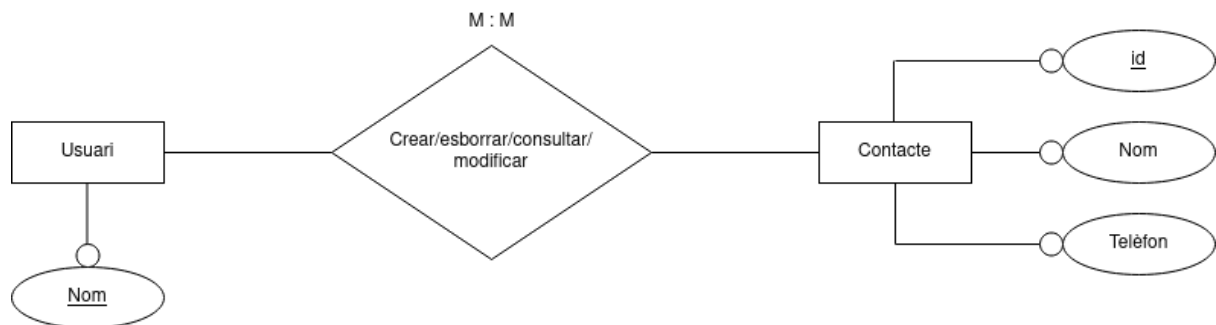 M : M
id
Crear/esborrar/consultar/
modificar
Usuari
Contacte
Nom
Telèfon
Nom